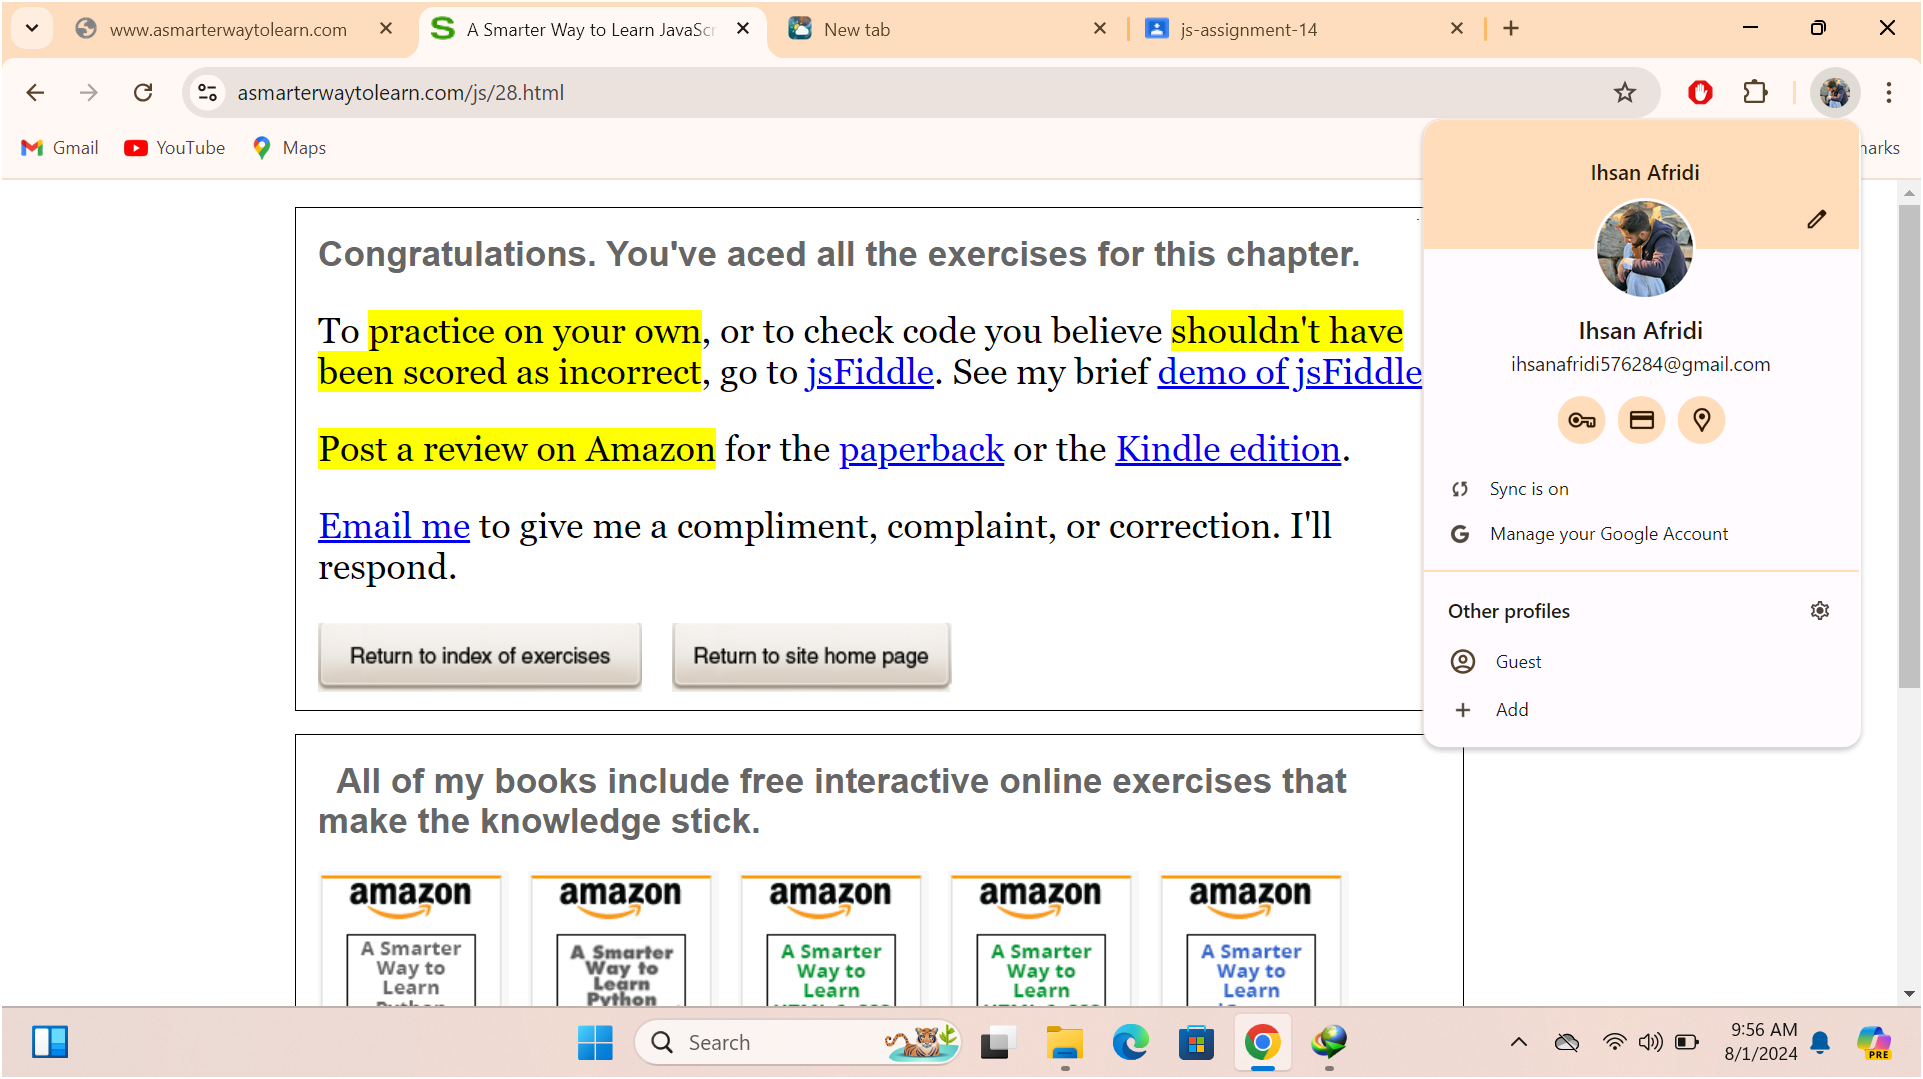 www.asmarterwaytolearn.com
A Smarter Way to Learn JavaScr
New tab
js-assignment-14
asmarterwaytolearn.com/js/28.html
Gmail
YouTube
Maps
Ihsan Afridi
Congratulations. You've aced all the exercises for this chapter.
To practice on your own, or to check code you believe shouldn't have
been scored as incorrect, go to jsFiddle. See my brief demo of jsFiddle
Post a review on Amazon for the paperback or the Kindle edition.
Email me to give me a compliment, complaint, or correction. I'll
respond.
Return to index of exercises
Return to site home page
Ihsan Afridi
ihsanafridi576284@gmail.com
Sync is on
Manage your Google Account
Other profiles
Guest
Add
All of my books include free interactive online exercises that
make the knowledge stick.
amazon
A Smarter
Way to
Learn
Python
amazon
A Smarter
Way to
Learn
Python
amazon
A Smarter
Way to
Learn
amazon
A Smarter
Way to
Learn
amazon
A Smarter
Way to
Learn
Search
9:56 AM
8/1/2024
PRE